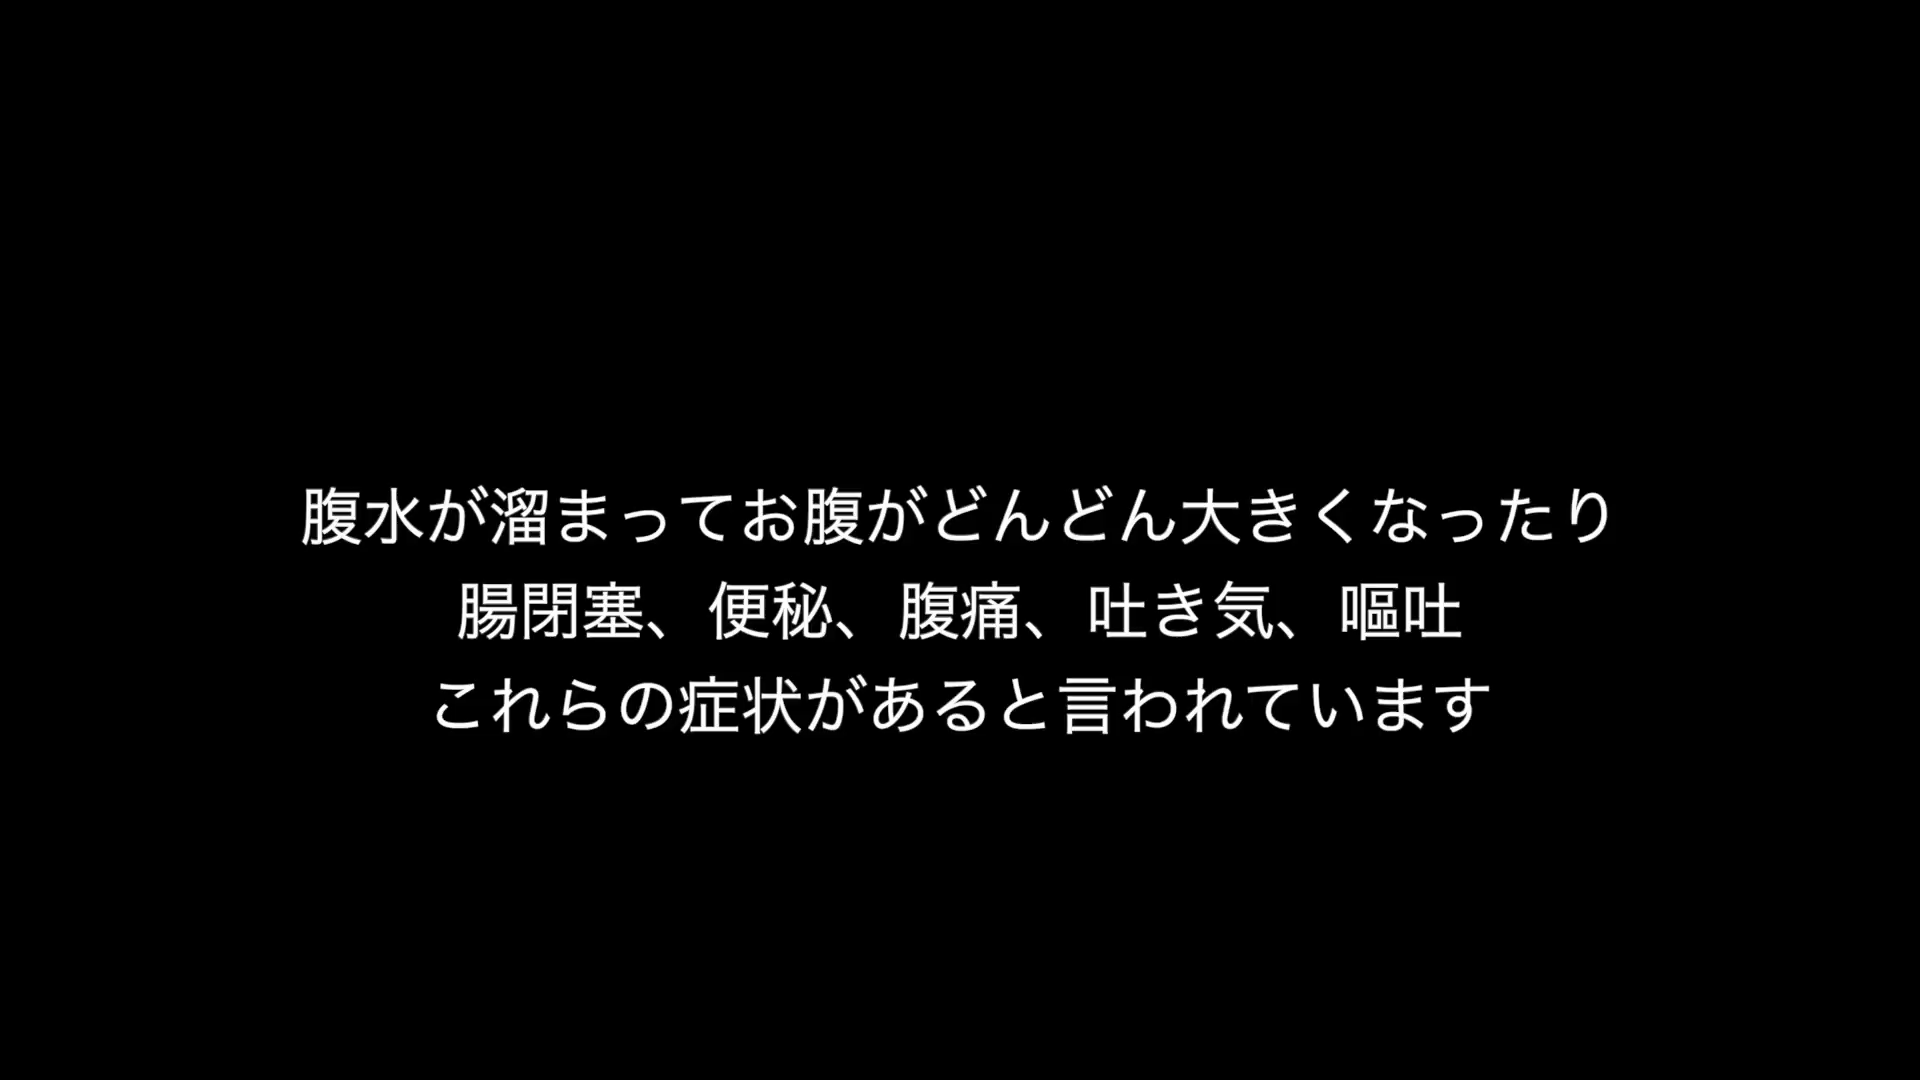 腹水が溜まってお腹がどんどん大きくなったり
腸閉塞、便秘、腹痛、吐き気、嘔吐
これらの症状があると言われています